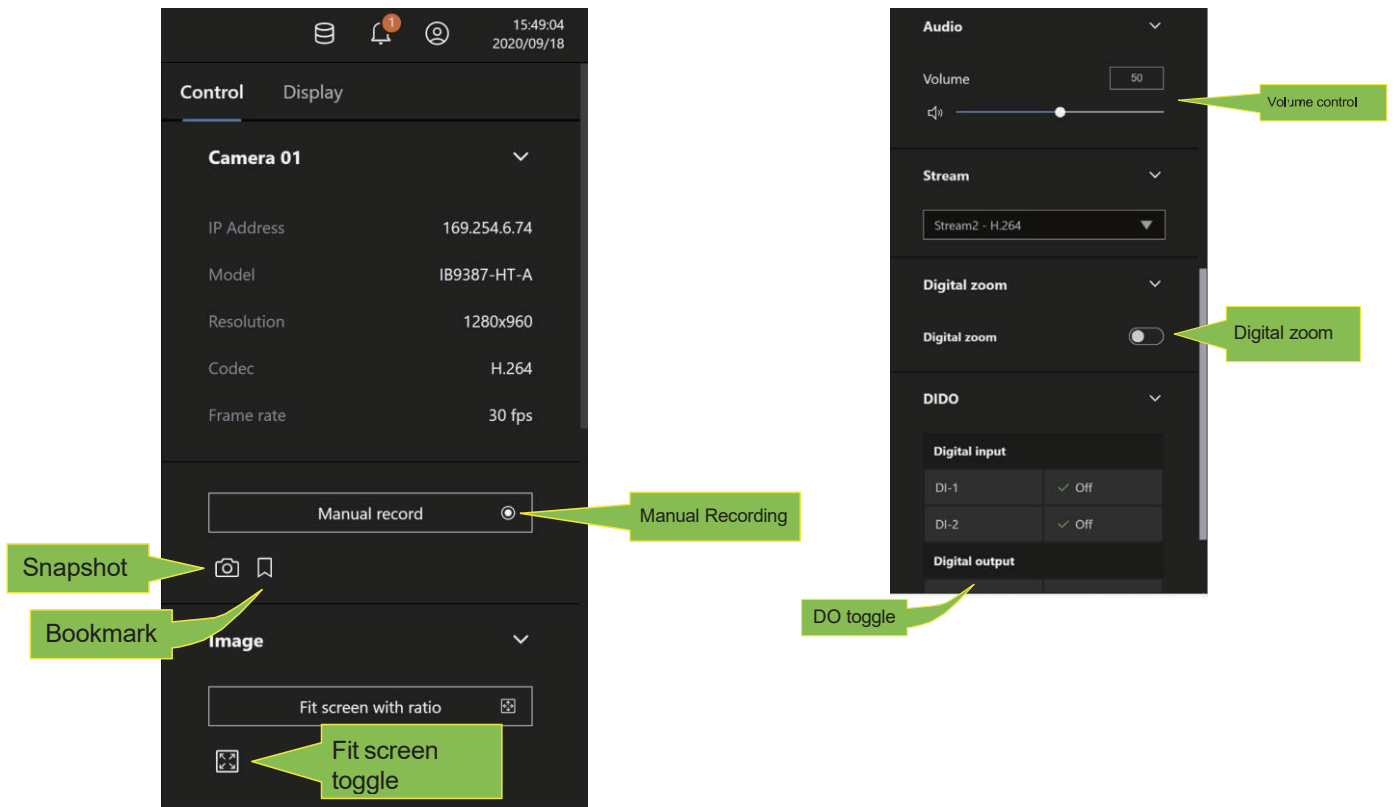 1
15:49:04
2020/09/18
Control Display
Camera 01
IP Address 169.254.6.74
Model IB9387-HT-A
Resolution 1280x960
Codec H.264
Frame rate 30 fps
Manual record
Manual Recording
Snapshot
Bookmark
Image
Fit screen with ratio
Fit screen
toggle
Audio
Volume 50
Volume control
Stream
Stream2 - H.264
Digital zoom
Digital zoom
Digital zoom
DIDO
Digital input
DI-1 Off
DI-2 Off
Digital output
DO toggle